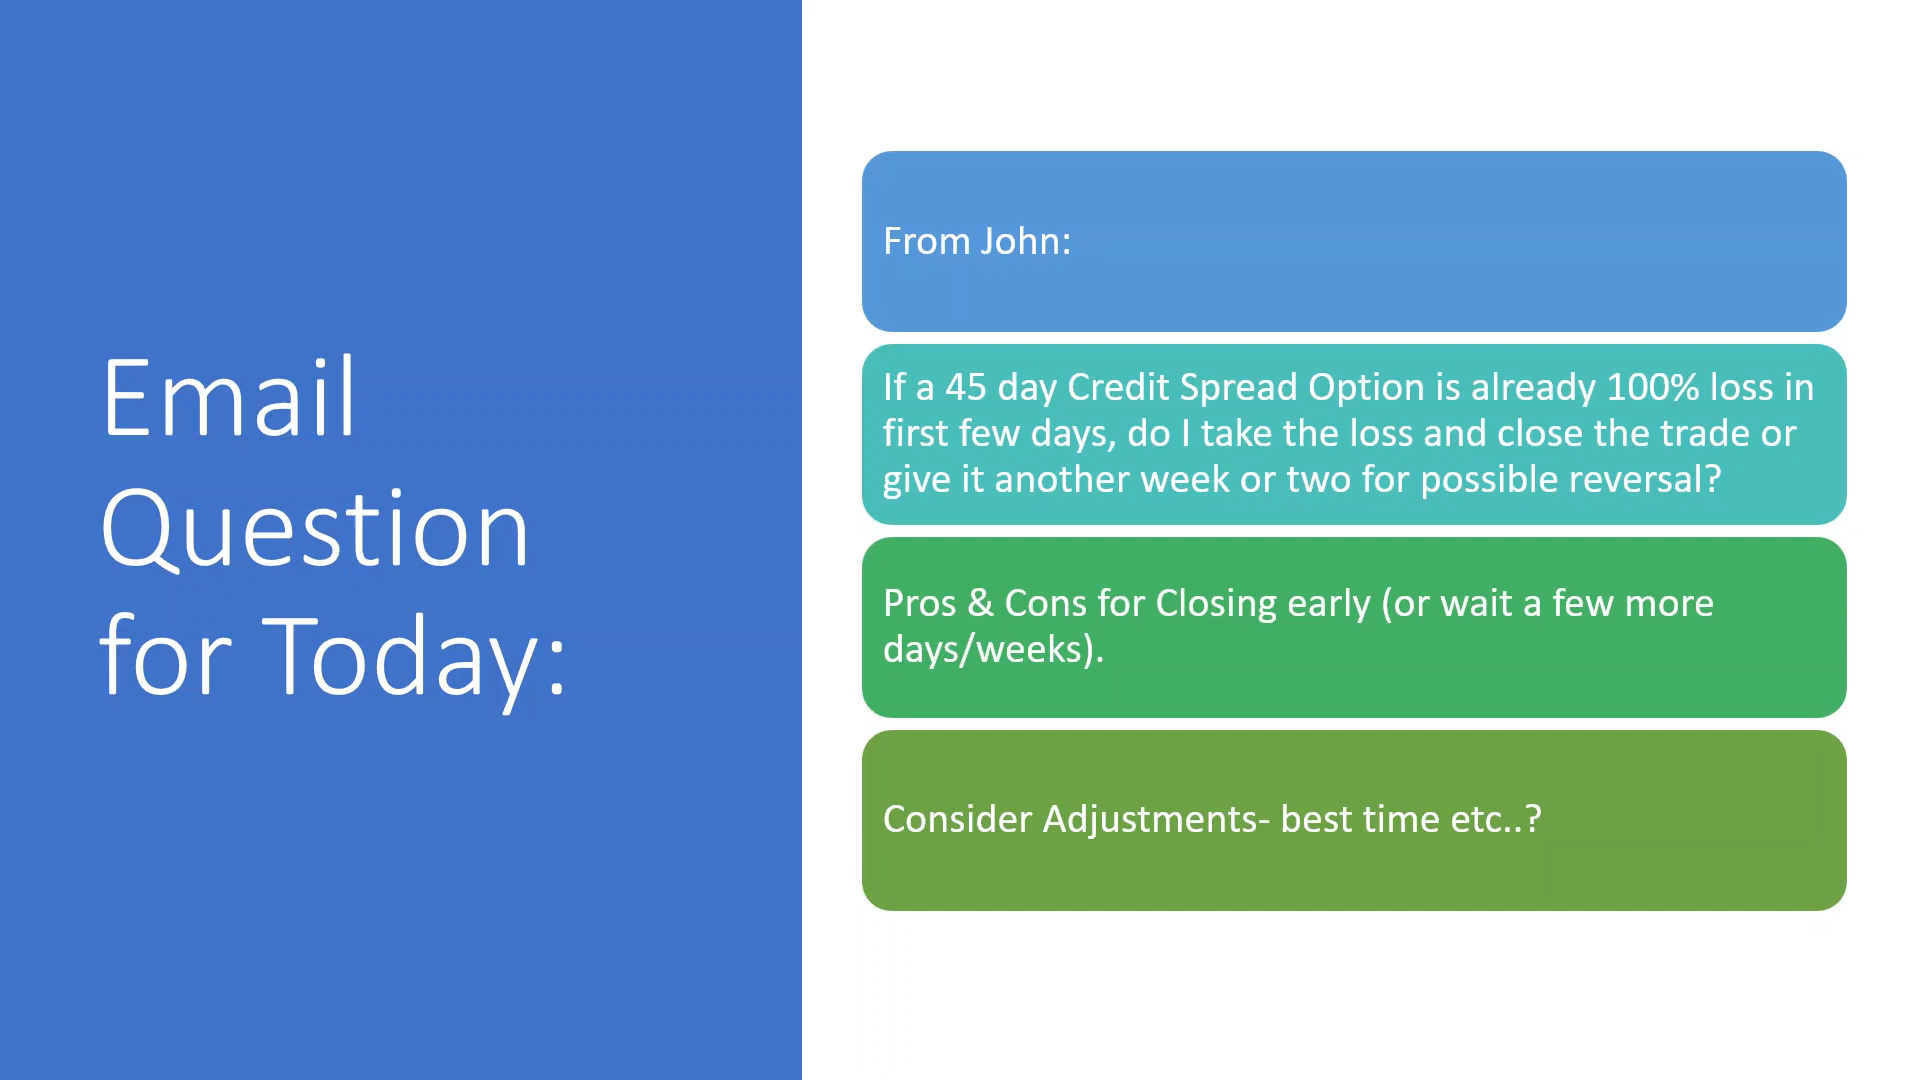 Email
Question
for Today:
From John:
If a 45 day Credit Spread Option is already 100% loss in
first few days, do I take the loss and close the trade or
give it another week or two for possible reversal?
Pros & Cons for Closing early (or wait a few more
days/weeks).
Consider Adjustments- best time etc..?